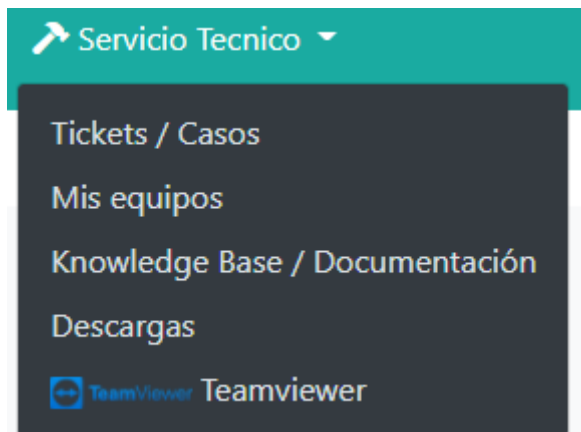 Servicio Tecnico
Tickets / Casos
Mis equipos
Knowledge Base / Documentación
Descargas
TeamViewer Teamviewer